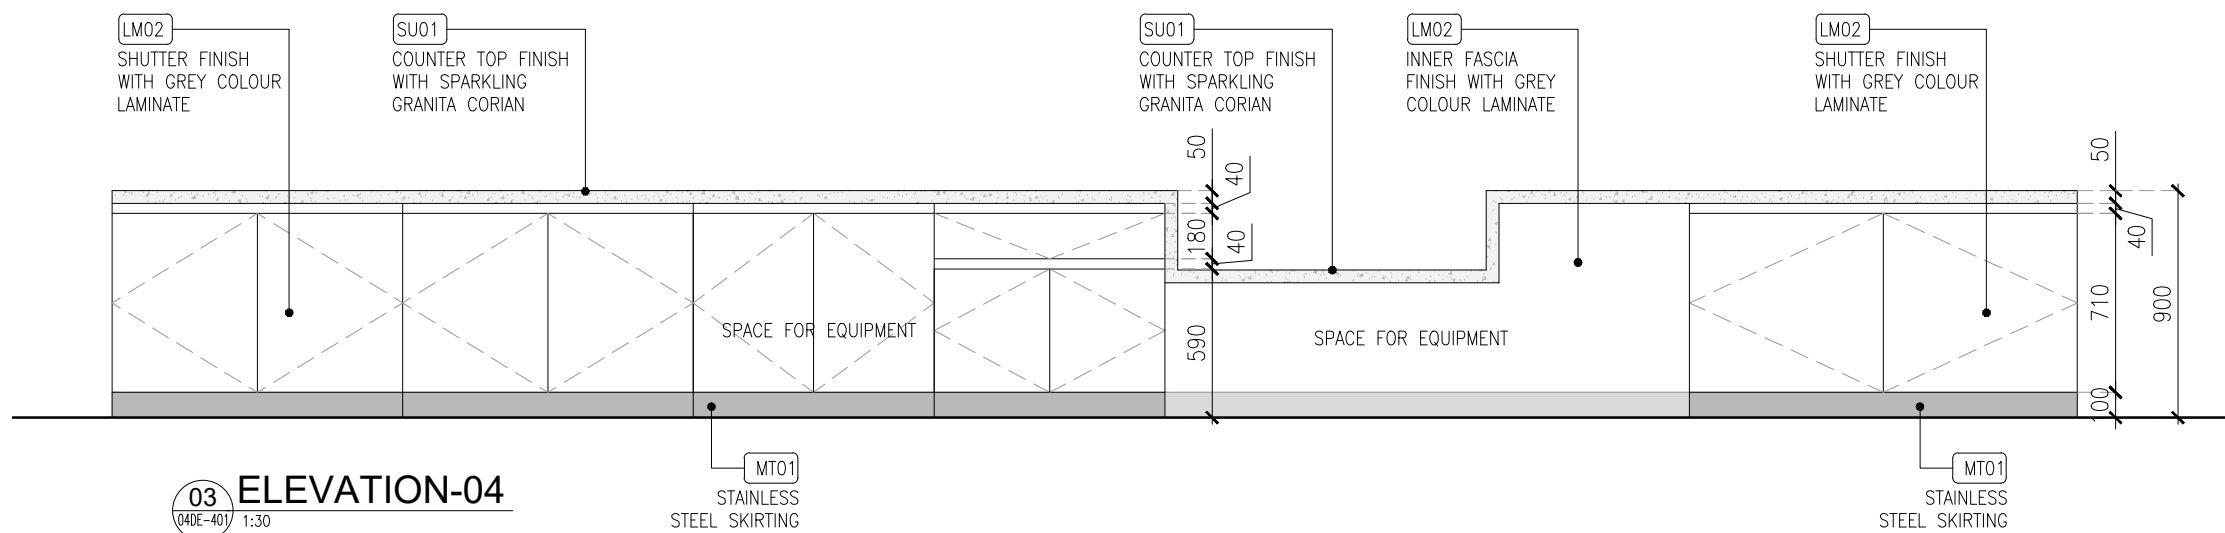 LM02
SHUTTER FINISH
WITH GREY COLOUR
LAMINATE
SU01
COUNTER TOP FINISH
WITH SPARKLING
GRANITA CORIAN
SU01
COUNTER TOP FINISH
WITH SPARKLING
GRANITA CORIAN
LM02
INNER FASCIA
FINISH WITH GREY
COLOUR LAMINATE
LM02
SHUTTER FINISH
WITH GREY COLOUR
LAMINATE
50
40
180
40
590
50
40
710
100
900
SPACE FOR EQUIPMENT
SPACE FOR EQUIPMENT
MT01
STAINLESS
STEEL SKIRTING
MT01
STAINLESS
STEEL SKIRTING
03
04DE-401
ELEVATION-04
1:30